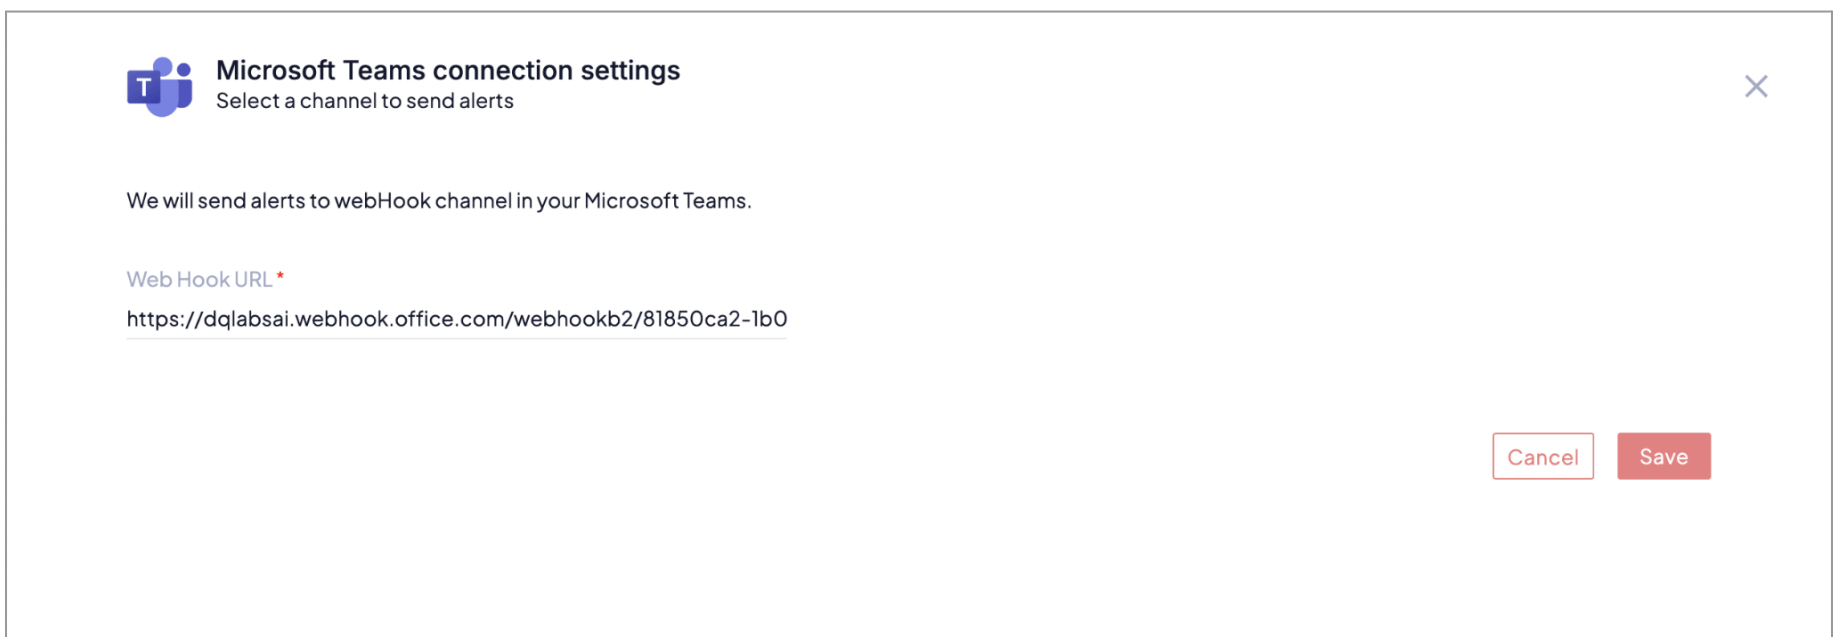 T
Microsoft Teams connection settings
Select a channel to send alerts
We will send alerts to webHook channel in your Microsoft Teams.
Web Hook URL *
https://dqlabsai.webhook.office.com/webhookb2/81850ca2-1b0
Cancel
Save